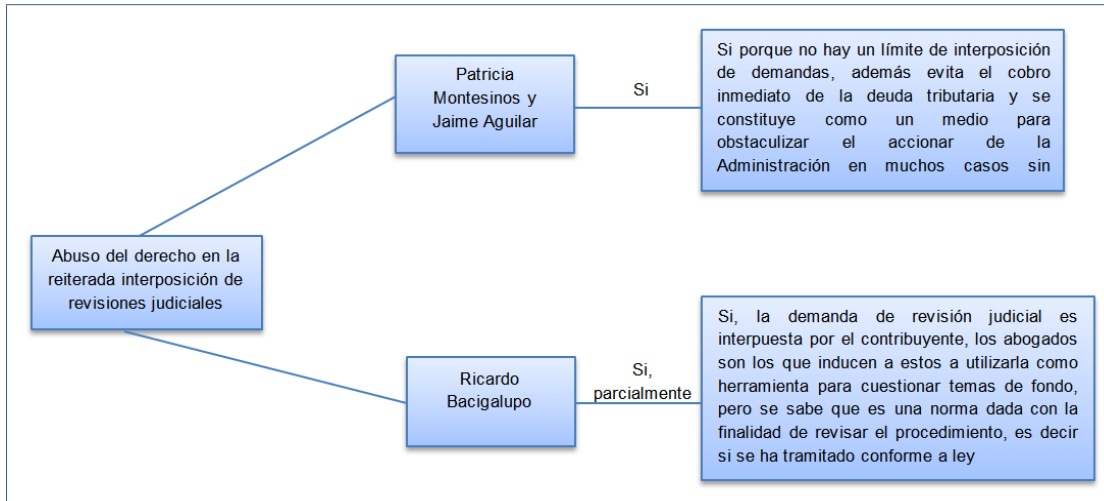 Abuso del derecho en la
reiterada interposición de
revisiones judiciales
Patricia
Montesinos y
Jaime Aguilar
Si
Si porque no hay un límite de interposición
de demandas, además evita el cobro
inmediato de la deuda tributaria y se
constituye como un medio para
obstaculizar el accionar de la
Administración en muchos casos sin
Ricardo
Bacigalupo
Si,
parcialmente
Si, la demanda de revisión judicial es
interpuesta por el contribuyente, los abogados
son los que inducen a estos a utilizarla como
herramienta para cuestionar temas de fondo,
pero se sabe que es una norma dada con la
finalidad de revisar el procedimiento, es decir
si se ha tramitado conforme a ley